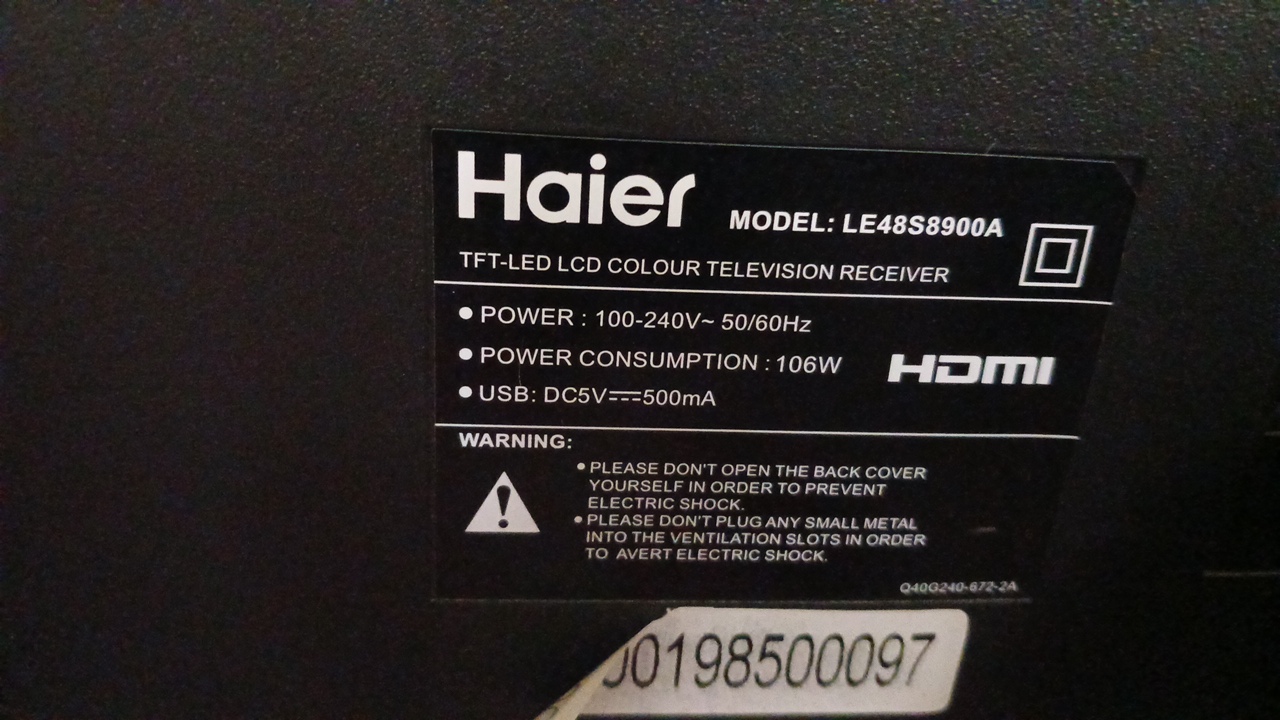 Haier
MODEL: LE48S8900A
TFT-LED LCD COLOUR TELEVISION RECEIVER
● POWER : 100-240V~ 50/60Hz
● POWER CONSUMPTION : 106W
HDMI
● USB: DC5V⎓500mA
WARNING:
● PLEASE DON'T OPEN THE BACK COVER
YOURSELF IN ORDER TO PREVENT
ELECTRIC SHOCK.
● PLEASE DON'T PLUG ANY SMALL METAL
INTO THE VENTILATION SLOTS IN ORDER
TO AVERT ELECTRIC SHOCK.
Q40G240-672-2A
0198500097